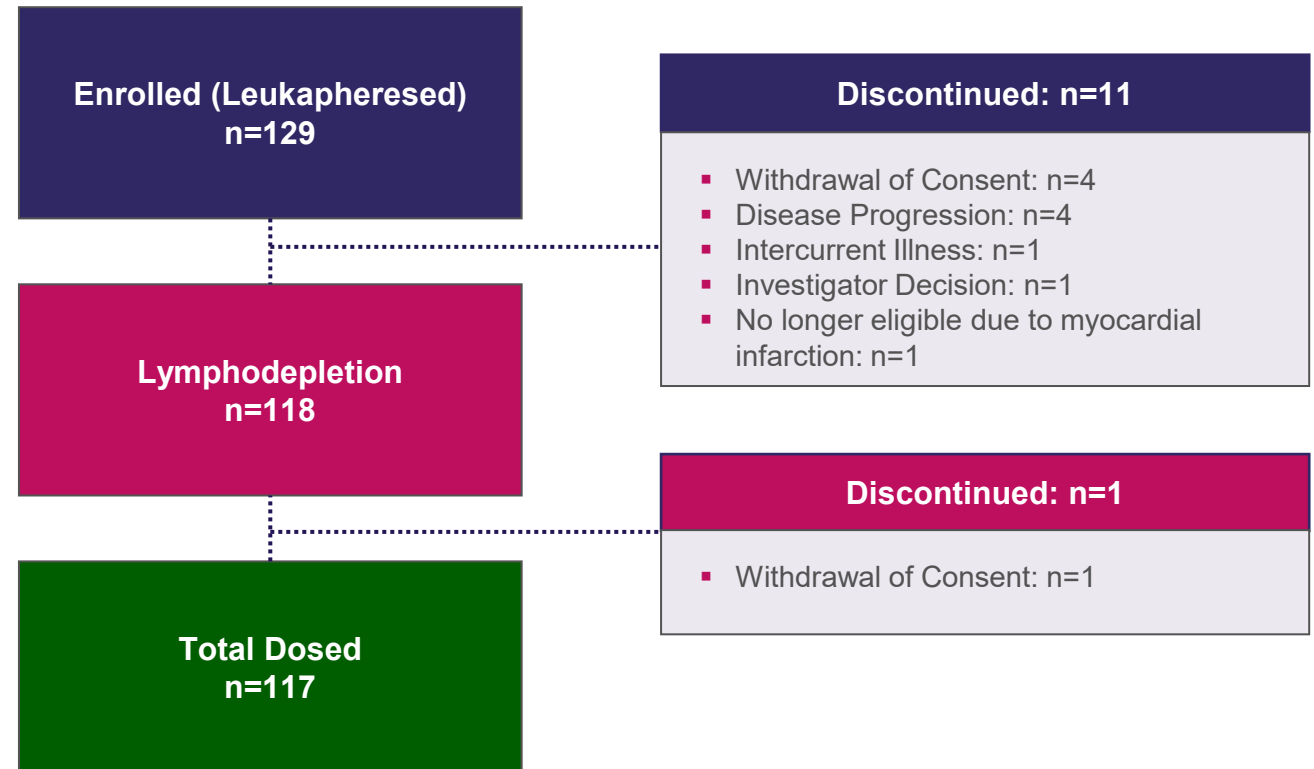 Enrolled (Leukapheresed)
n=129
Discontinued: n=11
▪ Withdrawal of Consent: n=4
▪ Disease Progression: n=4
▪ Intercurrent Illness: n=1
▪ Investigator Decision: n=1
▪ No longer eligible due to myocardial
infarction: n=1
Lymphodepletion
n=118
Discontinued: n=1
▪ Withdrawal of Consent: n=1
Total Dosed
n=117